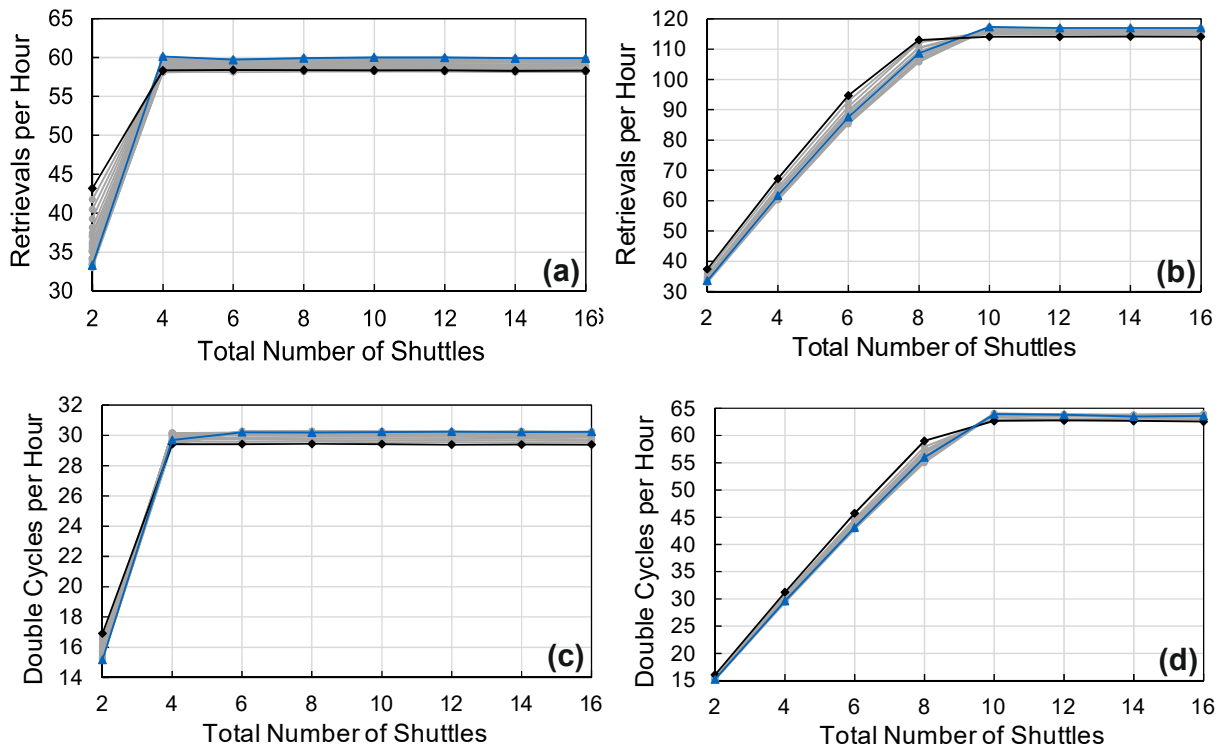 65
60
55
50
45
40
35
30
Retrievals per Hour
(a)
2 4 6 8 10 12 14 16
Total Number of Shuttles
120
110
100
90
80
70
60
50
40
30
Retrievals per Hour
(b)
2 4 6 8 10 12 14 16
Total Number of Shuttles
32
30
28
26
24
22
20
18
16
14
Double Cycles per Hour
(c)
2 4 6 8 10 12 14 16
Total Number of Shuttles
65
60
55
50
45
40
35
30
25
20
15
Double Cycles per Hour
(d)
2 4 6 8 10 12 14 16
Total Number of Shuttles